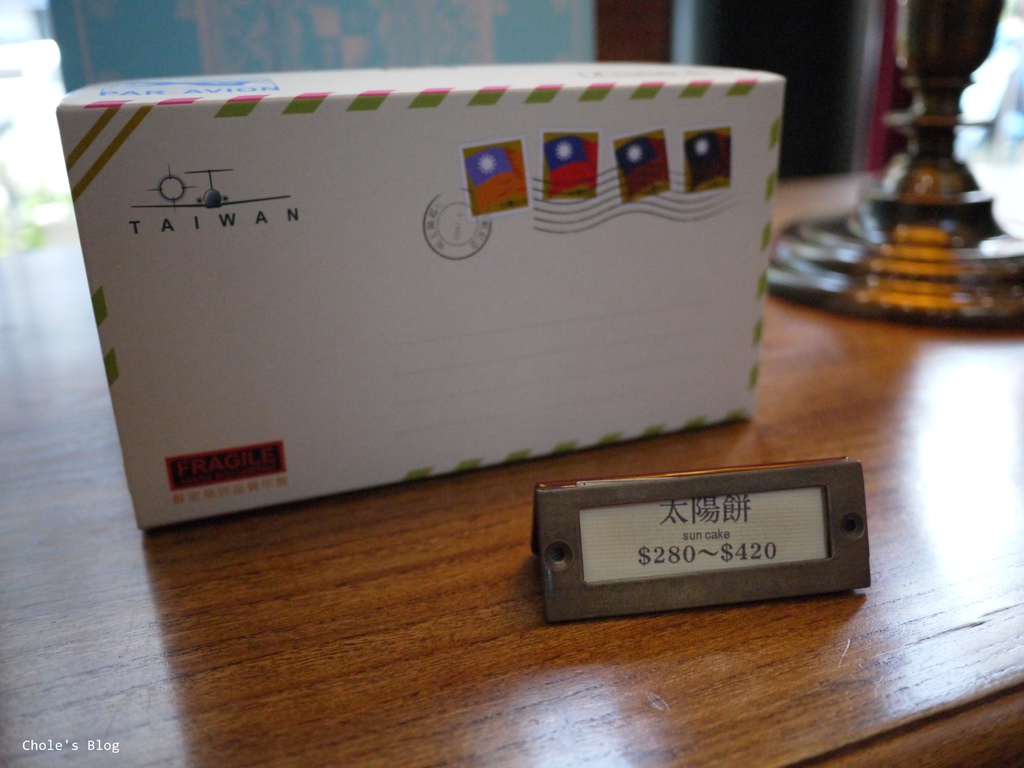 PAR AVION
TAIWAN
FRAGILE
太陽餅
sun cake
$280～$420
Chole's Blog